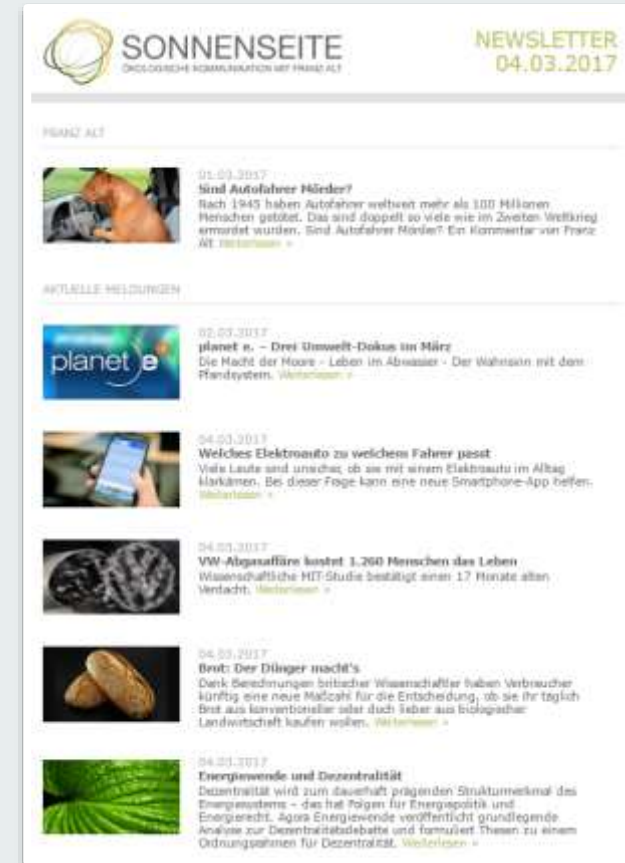 SONNENSEITE
ÖKOLOGISCHE KOMMUNIKATION MIT FRANZ ALT
NEWSLETTER
04.03.2017
FRANZ ALT
01.03.2017
Sind Autofahrer Mörder?
Nach 1945 haben Autofahrer weltweit mehr als 100 Millionen
Menschen getötet. Das sind doppelt so viele wie im Zweiten Weltkrieg
ermordet wurden. Sind Autofahrer Mörder? Ein Kommentar von Franz
Alt Weiterlesen »
AKTUELLE MELDUNGEN
planet e
02.03.2017
planet e. – Drei Umwelt-Dokus im März
Die Macht der Moore - Leben im Abwasser - Der Wahnsinn mit dem
Pfandsystem. Weiterlesen »
04.03.2017
Welches Elektroauto zu welchem Fahrer passt
Viele Leute sind unsicher, ob sie mit einem Elektroauto im Alltag
klarkämen. Bei dieser Frage kann eine neue Smartphone-App helfen.
Weiterlesen »
04.03.2017
VW-Abgasaffäre kostet 1.260 Menschen das Leben
Wissenschaftliche MIT-Studie bestätigt einen 17 Monate alten
Verdacht. Weiterlesen »
04.03.2017
Brot: Der Dünger macht's
Dank Berechnungen britischer Wissenschaftler haben Verbraucher
künftig eine neue Maßzahl für die Entscheidung, ob sie ihr täglich
Brot aus konventioneller oder doch lieber aus biologischer
Landwirtschaft kaufen wollen. Weiterlesen »
04.03.2017
Energiewende und Dezentralität
Dezentralität wird zum dauerhaft prägenden Strukturmerkmal des
Energiesystems – das hat Folgen für Energiepolitik und
Energierecht. Agora Energiewende veröffentlicht grundlegende
Analyse zur Dezentralitätsdebatte und formuliert Thesen zu einem
Ordnungsrahmen für Dezentralität. Weiterlesen »